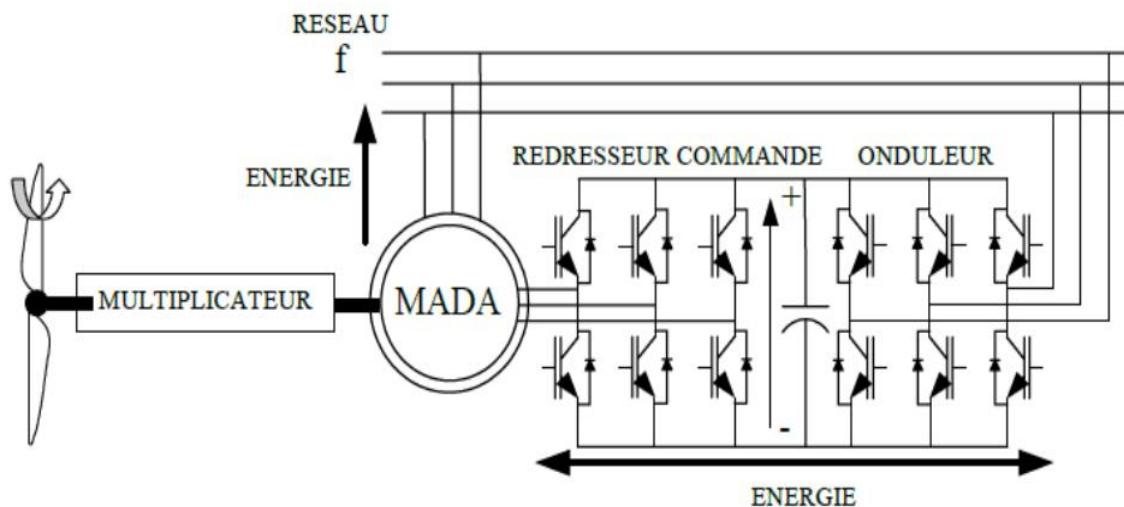 RESEAU
f
ENERGIE
REDRESSEUR COMMANDE
ONDULEUR
+
MULTIPLICATEUR
MADA
-
ENERGIE